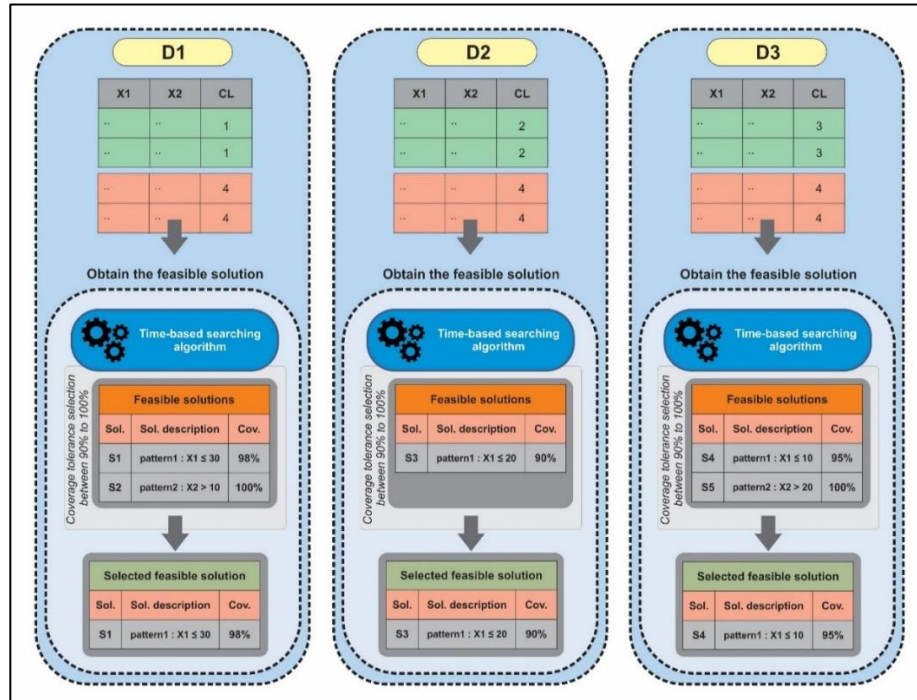 D1
X1 X2 CL
.. .. 1
.. .. 1
.. .. 4
.. .. 4
Obtain the feasible solution
Time-based searching
algorithm
Coverage tolerance selection
between 90% to 100%
Feasible solutions
Sol. Sol. description Cov.
S1 pattern1 : X1 ≤ 30 98%
S2 pattern2 : X2 > 10 100%
Selected feasible solution
Sol. Sol. description Cov.
S1 pattern1 : X1 ≤ 30 98%
D2
X1 X2 CL
.. .. 2
.. .. 2
.. .. 4
.. .. 4
Obtain the feasible solution
Time-based searching
algorithm
Coverage tolerance selection
between 90% to 100%
Feasible solutions
Sol. Sol. description Cov.
S3 pattern1 : X1 ≤ 20 90%
Selected feasible solution
Sol. Sol. description Cov.
S3 pattern1 : X1 ≤ 20 90%
D3
X1 X2 CL
.. .. 3
.. .. 3
.. .. 4
.. .. 4
Obtain the feasible solution
Time-based searching
algorithm
Coverage tolerance selection
between 90% to 100%
Feasible solutions
Sol. Sol. description Cov.
S4 pattern1 : X1 ≤ 10 95%
S5 pattern2 : X2 > 20 100%
Selected feasible solution
Sol. Sol. description Cov.
S4 pattern1 : X1 ≤ 10 95%